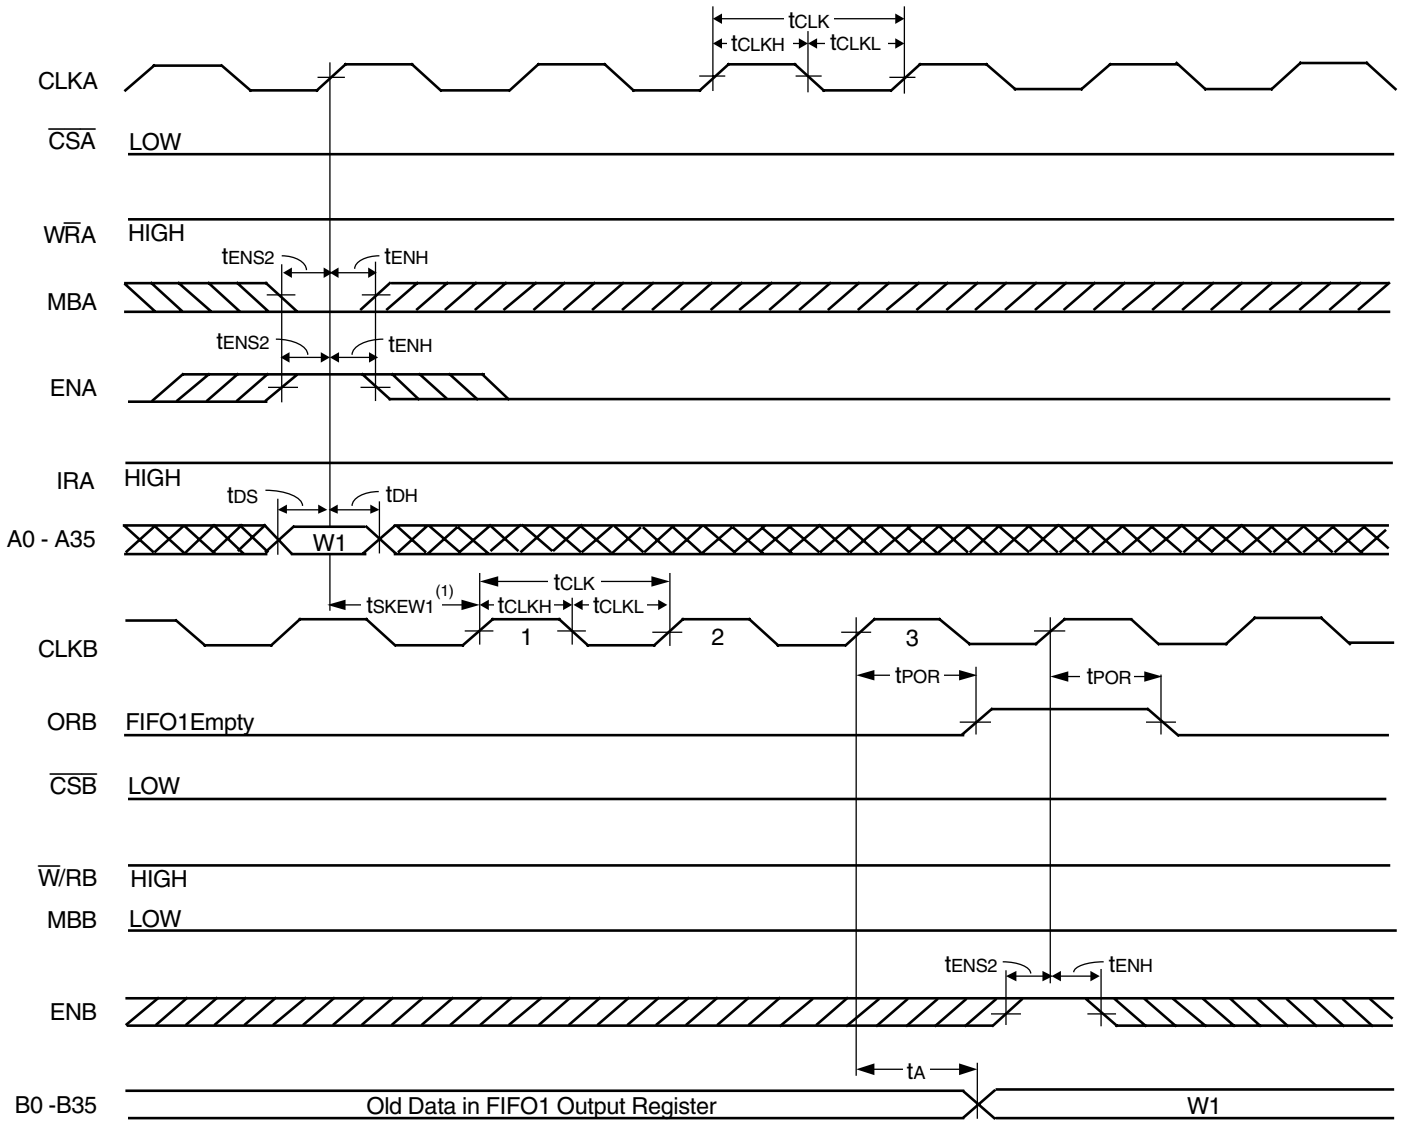 tCLK
tCLKH tCLKL
CLKA
CSA LOW
WRA HIGH
tENS2 tENH
MBA
tENS2 tENH
ENA
IRA HIGH
tDS tDH
A0 - A35 W1
tCLK
tSKEW1(1) tCLKH tCLKL
CLKB 1 2 3
tPOR tPOR
ORB FIFO1Empty
CSB LOW
W/RB HIGH
MBB LOW
tENS2 tENH
ENB
tA
B0 -B35 Old Data in FIFO1 Output Register W1